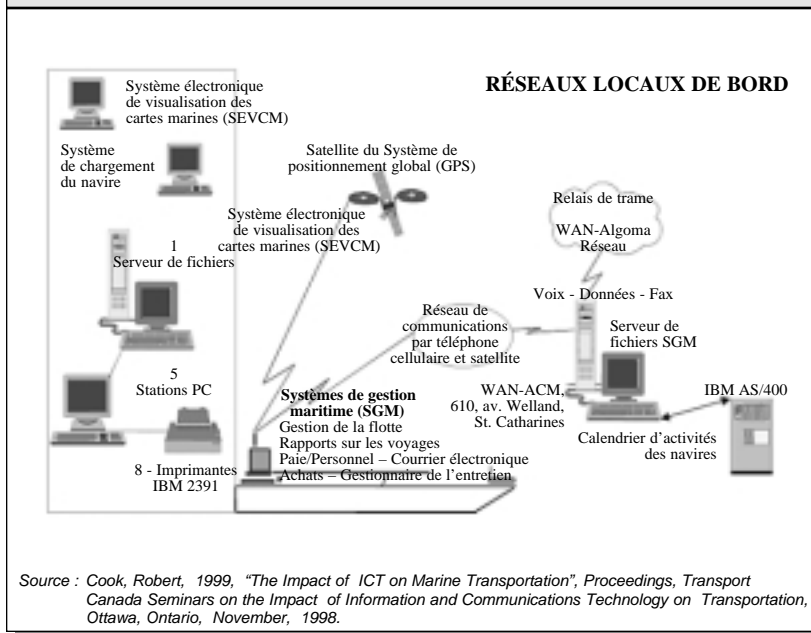 RÉSEAUX LOCAUX DE BORD
Système électronique
de visualisation des
cartes marines (SEVCM)
Système
de chargement
du navire
1
Serveur de fichiers
5
Stations PC
8 - Imprimantes
IBM 2391
Satellite du Système de
positionnement global (GPS)
Système électronique
de visualisation des
cartes marines (SEVCM)
Réseau de
communications
par téléphone
cellulaire et satellite
Systèmes de gestion
maritime (SGM)
Gestion de la flotte
Rapports sur les voyages
Paie/Personnel – Courrier électronique
Achats – Gestionnaire de l'entretien
Relais de trame
WAN-Algoma
Réseau
Voix - Données - Fax
Serveur de
fichiers SGM
WAN-ACM,
610, av. Welland,
St. Catharines
IBM AS/400
Calendrier d'activités
des navires
Source : Cook, Robert, 1999, “The Impact of ICT on Marine Transportation”, Proceedings, Transport
Canada Seminars on the Impact of Information and Communications Technology on Transportation,
Ottawa, Ontario, November, 1998.